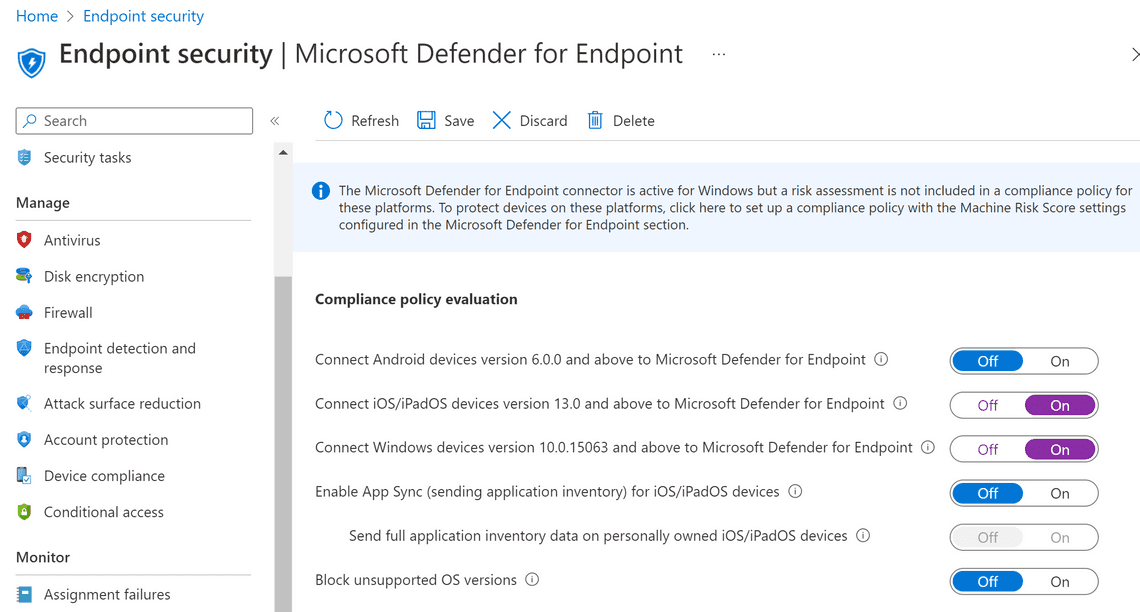 Home > Endpoint security
Endpoint security | Microsoft Defender for Endpoint ...
Search
«
Security tasks
Manage
Antivirus
Disk encryption
Firewall
Endpoint detection and
response
Attack surface reduction
Account protection
Device compliance
Conditional access
Monitor
Assignment failures
Refresh Save Discard Delete
The Microsoft Defender for Endpoint connector is active for Windows but a risk assessment is not included in a compliance policy for
these platforms. To protect devices on these platforms, click here to set up a compliance policy with the Machine Risk Score settings
configured in the Microsoft Defender for Endpoint section.
Compliance policy evaluation
Connect Android devices version 6.0.0 and above to Microsoft Defender for Endpoint Off On
Connect iOS/iPadOS devices version 13.0 and above to Microsoft Defender for Endpoint Off On
Connect Windows devices version 10.0.15063 and above to Microsoft Defender for Endpoint Off On
Enable App Sync (sending application inventory) for iOS/iPadOS devices Off On
Send full application inventory data on personally owned iOS/iPadOS devices Off On
Block unsupported OS versions Off On